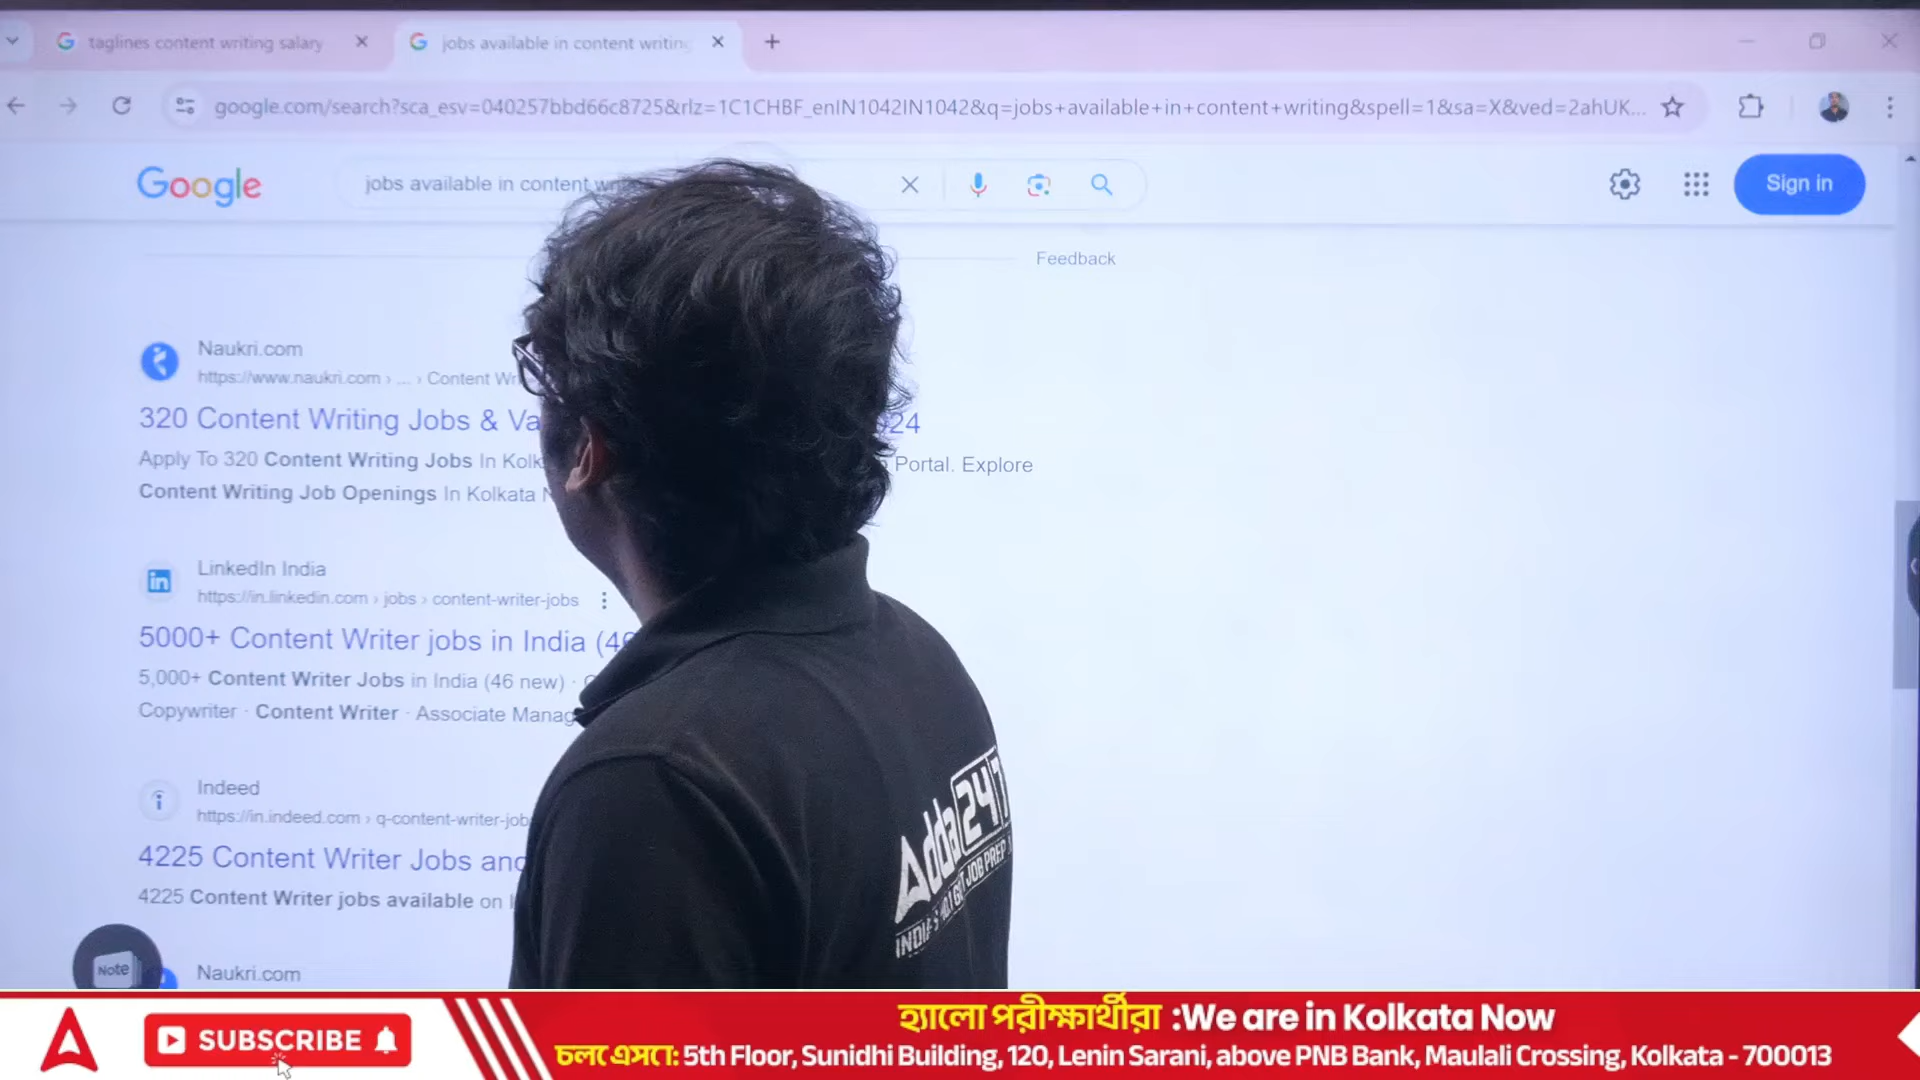 taglines content writing salary
jobs available in content writing
google.com/search?sca_esv=040257bbd66c8725&rlz=1C1CHBF_enIN1042IN1042&q=jobs+available+in+content+writing&spell=1&sa=X&ved=2ahUK...
Google
jobs available in content
Sign in
Feedback
Naukri.com
https://www.naukri.com › ... › Content
320 Content Writing Jobs &
Apply To 320 Content Writing Jobs In
Portal. Explore
Content Writing Job Openings In Kolkata
LinkedIn India
https://in.linkedin.com › jobs › content-writer-jobs
5000+ Content Writer jobs in India
5,000+ Content Writer Jobs in India (46 new) ·
Copywriter · Content Writer · Associate
Indeed
https://in.indeed.com › q-content-writer-
4225 Content Writer Jobs
4225 Content Writer jobs available on
Naukri.com
Note
Adda247
SUBSCRIBE
হ্যালো পরীক্ষার্থীরা :We are in Kolkata Now
চলে এসো: 5th Floor, Sunidhi Building, 120, Lenin Sarani, above PNB Bank, Maulali Crossing, Kolkata - 700013